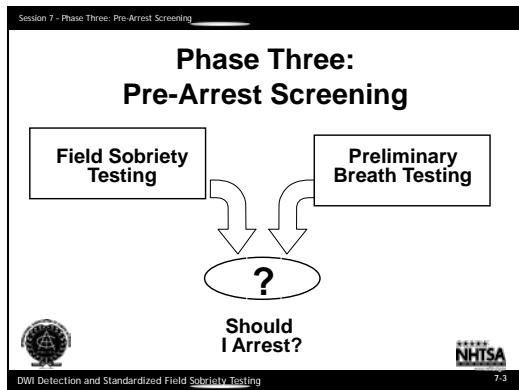 Session 7 - Phase Three: Pre-Arrest Screening
Phase Three:
Pre-Arrest Screening
Field Sobriety
Testing
Preliminary
Breath Testing
?
Should
I Arrest?
NHTSA
DWI Detection and Standardized Field Sobriety Testing
7-3